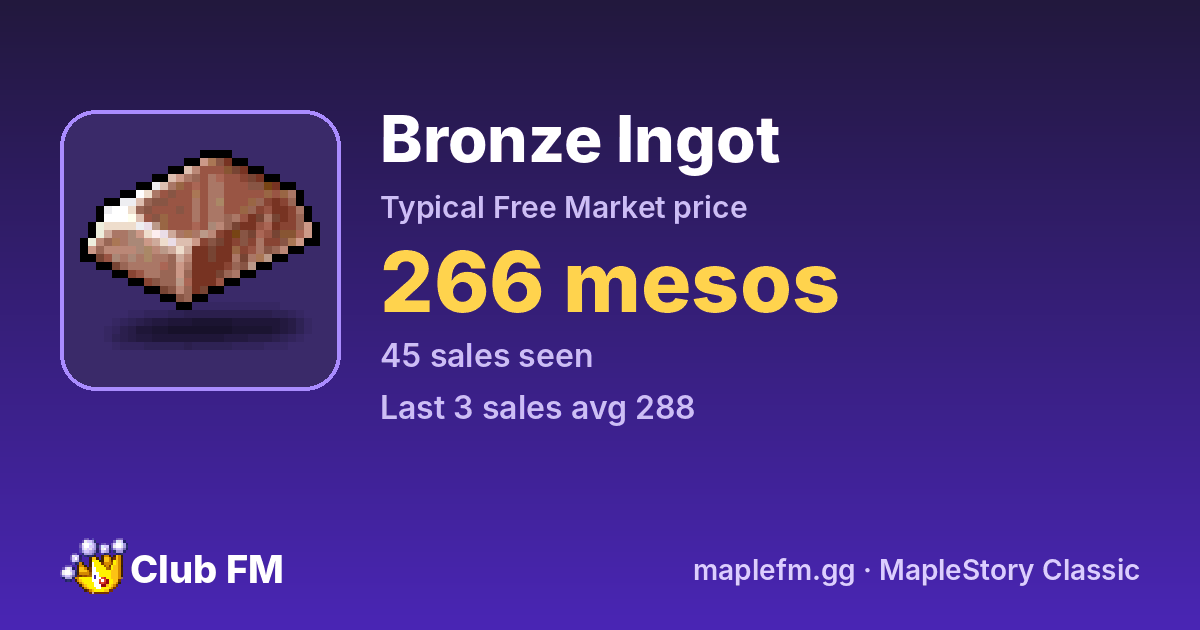 Bronze Ingot
Typical Free Market price
266 mesos
45 sales seen
Last 3 sales avg 288
Club FM
maplefm.gg · MapleStory Classic